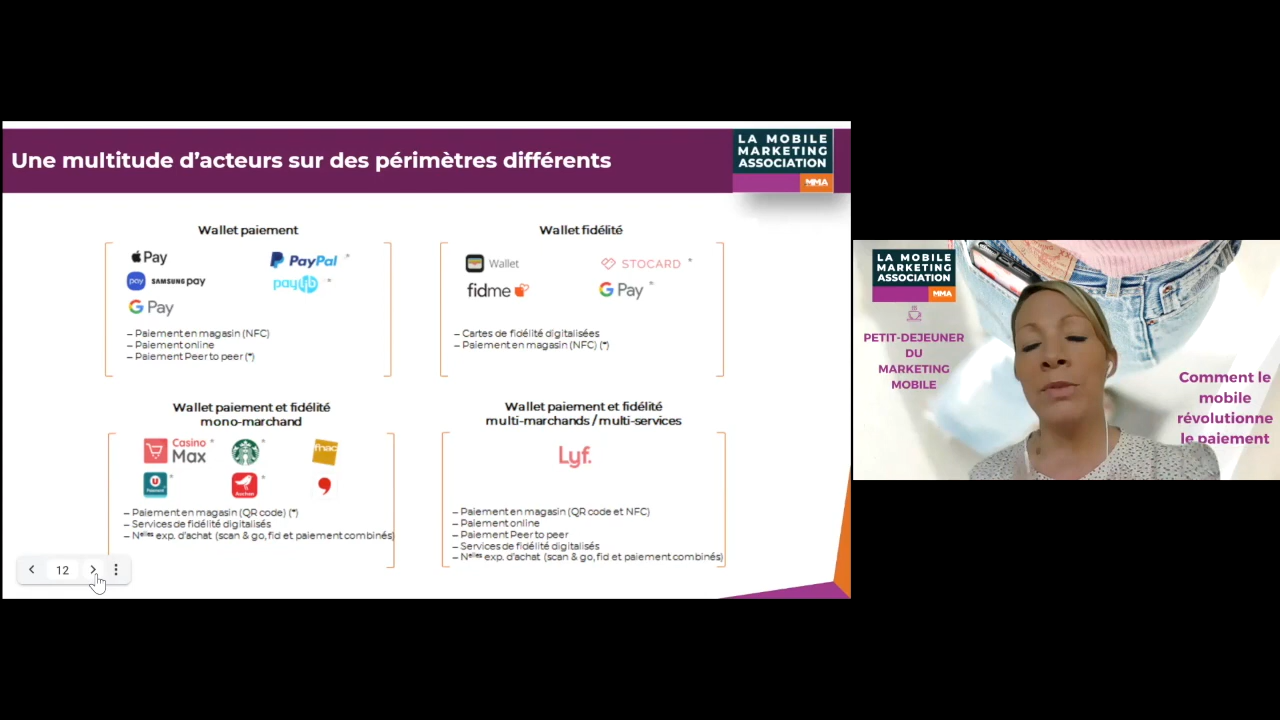 Une multitude d'acteurs sur des périmètres différents
LA MOBILE
MARKETING
ASSOCIATION
MMA
Wallet paiement
Pay
PayPal *
pay SAMSUNG pay
paylib *
G Pay
– Paiement en magasin (NFC)
– Paiement online
– Paiement Peer to peer (*)
Wallet fidélité
Wallet
STOCARD *
fidme
G Pay *
– Cartes de fidélité digitalisées
– Paiement en magasin (NFC) (*)
Wallet paiement et fidélité
mono-marchand
Casino
Max *
*
fnac
U
Paiement *
Auchan *
– Paiement en magasin (QR code) (*)
– Services de fidélité digitalisés
– Nelles exp. d'achat (scan & go, fid et paiement combinés)
Wallet paiement et fidélité
multi-marchands / multi-services
Lyf.
– Paiement en magasin (QR code et NFC)
– Paiement online
– Paiement Peer to peer
– Services de fidélité digitalisés
– Nelles exp. d'achat (scan & go, fid et paiement combinés)
12
LA MOBILE
MARKETING
ASSOCIATION
MMA
PETIT-DEJEUNER
DU
MARKETING
MOBILE
Comment le
mobile
révolutionne
le paiement